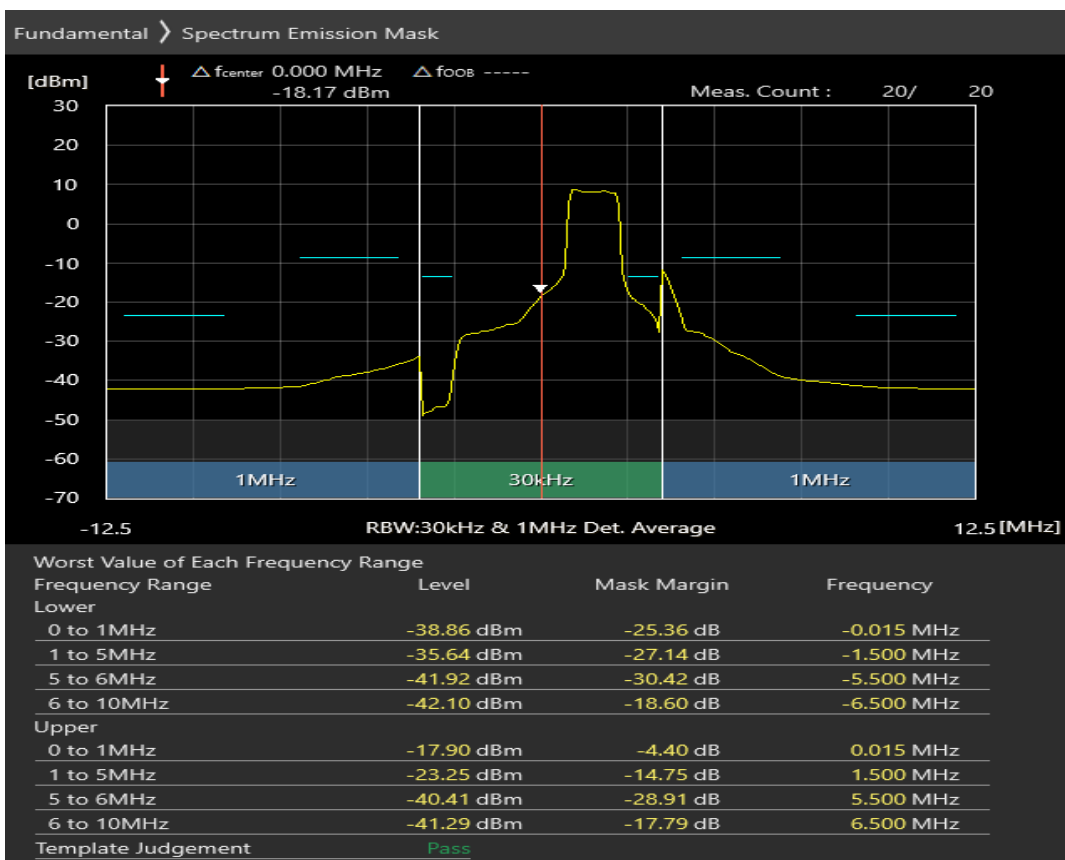 Fundamental ❯ Spectrum Emission Mask
[dBm] △ fcenter 0.000 MHz △ fOOB -----
-18.17 dBm Meas. Count : 20/ 20
30
20
10
0
-10
-20
-30
-40
-50
-60
1MHz 30kHz 1MHz
-70
-12.5 RBW:30kHz & 1MHz Det. Average 12.5 [MHz]
Worst Value of Each Frequency Range
Frequency Range Level Mask Margin Frequency
Lower
0 to 1MHz -38.86 dBm -25.36 dB -0.015 MHz
1 to 5MHz -35.64 dBm -27.14 dB -1.500 MHz
5 to 6MHz -41.92 dBm -30.42 dB -5.500 MHz
6 to 10MHz -42.10 dBm -18.60 dB -6.500 MHz
Upper
0 to 1MHz -17.90 dBm -4.40 dB 0.015 MHz
1 to 5MHz -23.25 dBm -14.75 dB 1.500 MHz
5 to 6MHz -40.41 dBm -28.91 dB 5.500 MHz
6 to 10MHz -41.29 dBm -17.79 dB 6.500 MHz
Template Judgement Pass